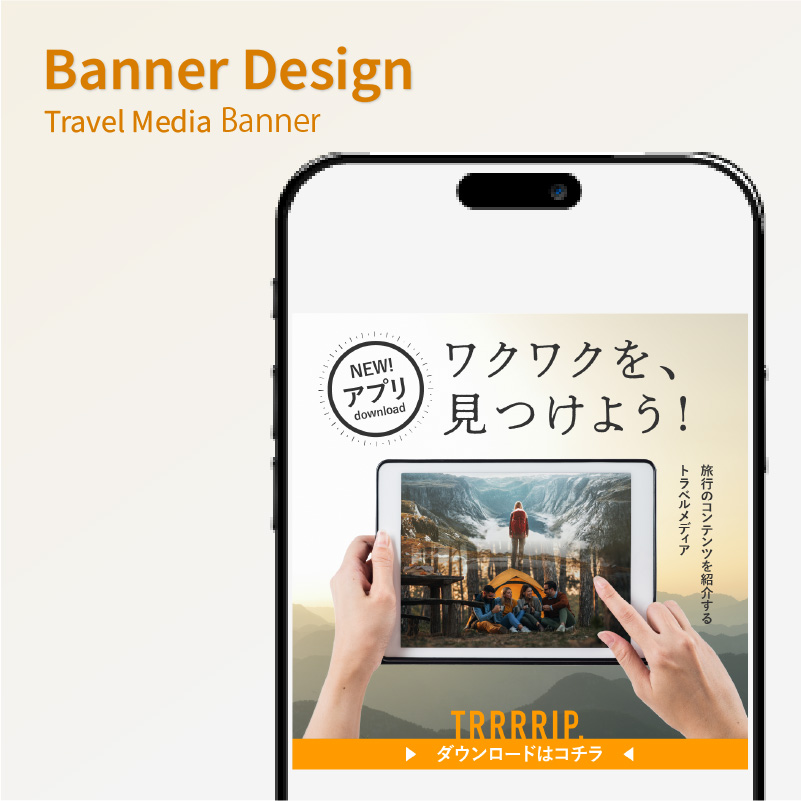 Banner Design
Travel Media Banner
NEW!
アプリ
download
ワクワクを、
見つけよう！
旅行のコンテンツを紹介する
トラベルメディア
TRRRRIP.
ダウンロードはコチラ